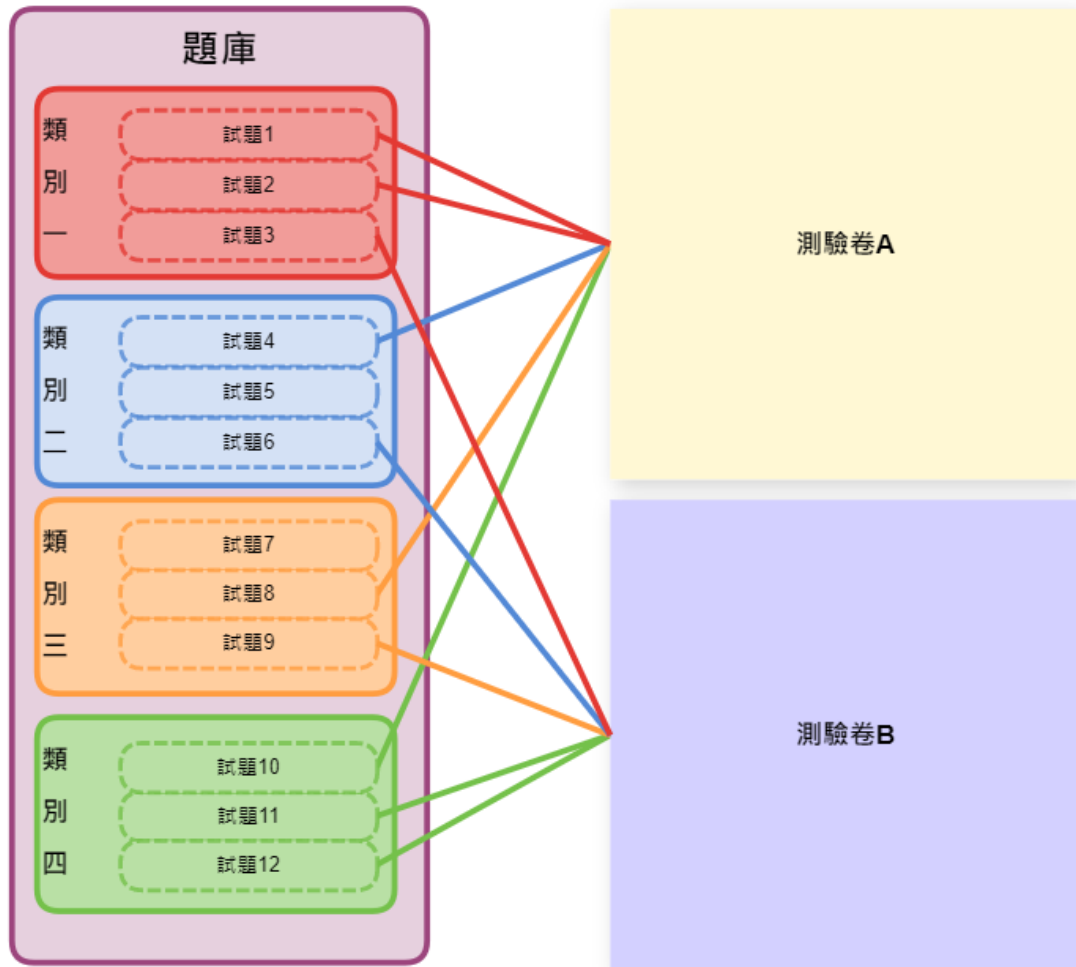 題庫
類別一
試題1
試題2
試題3
類別二
試題4
試題5
試題6
類別三
試題7
試題8
試題9
類別四
試題10
試題11
試題12
測驗卷A
測驗卷B